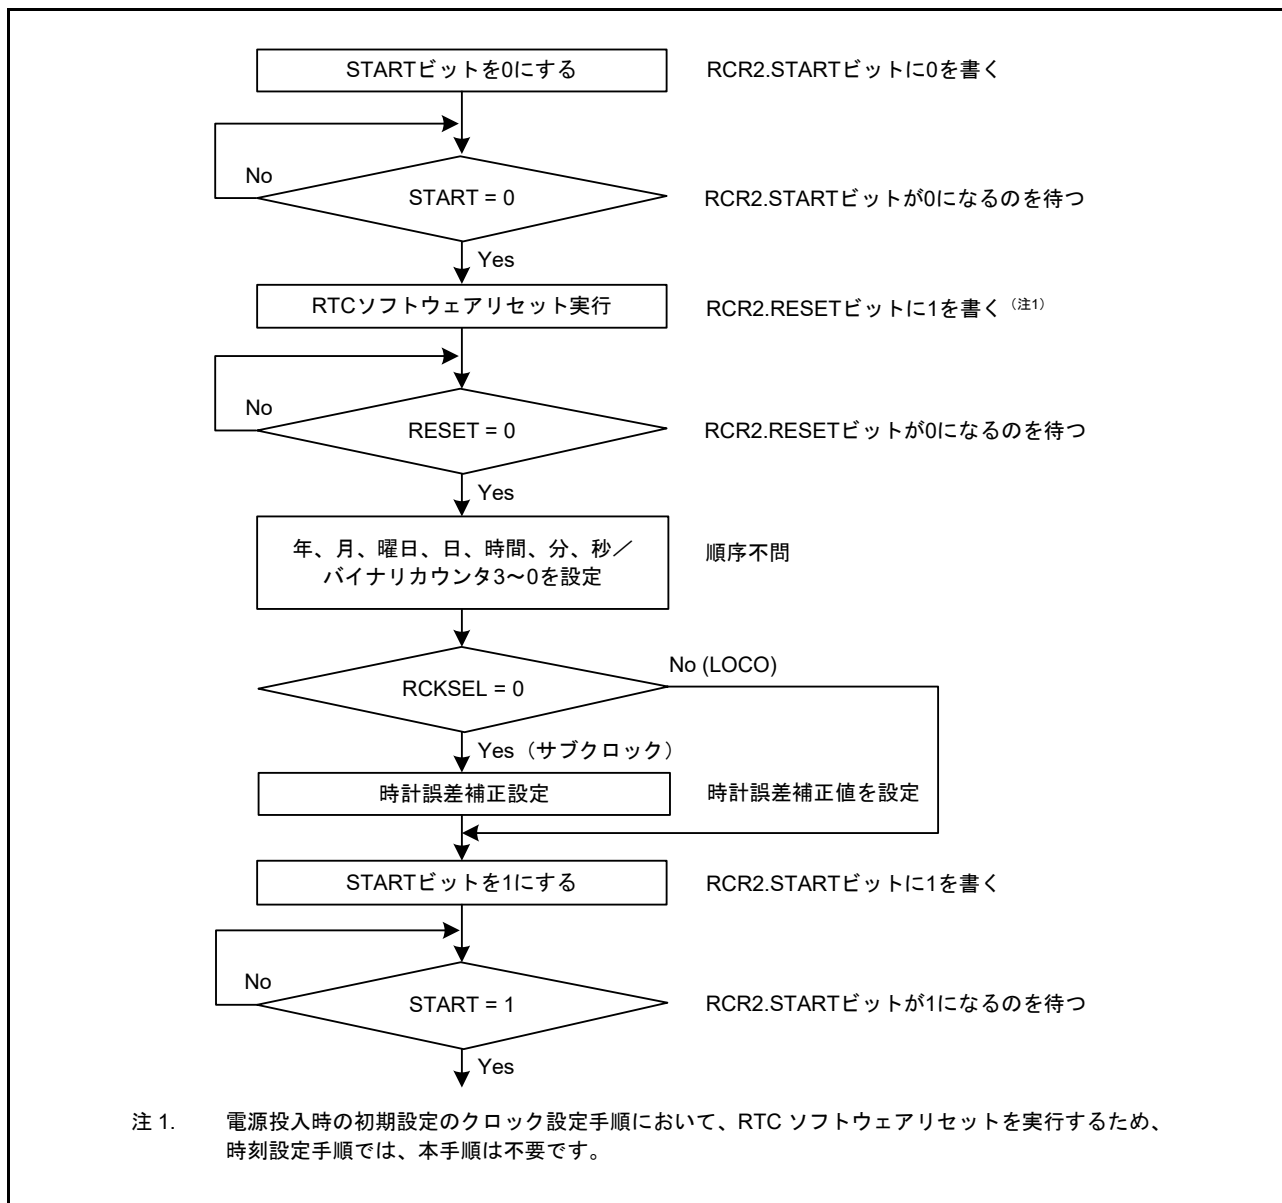 STARTビットを0にする
RCR2.STARTビットに0を書く
No
START = 0
RCR2.STARTビットが0になるのを待つ
Yes
RTCソフトウェアリセット実行
RCR2.RESETビットに1を書く（注1）
No
RESET = 0
RCR2.RESETビットが0になるのを待つ
Yes
年、月、曜日、日、時間、分、秒／
バイナリカウンタ3～0を設定
順序不問
No (LOCO)
RCKSEL = 0
Yes（サブクロック）
時計誤差補正設定
時計誤差補正値を設定
STARTビットを1にする
RCR2.STARTビットに1を書く
No
START = 1
RCR2.STARTビットが1になるのを待つ
Yes
注 1. 電源投入時の初期設定のクロック設定手順において、RTC ソフトウェアリセットを実行するため、
時刻設定手順では、本手順は不要です。